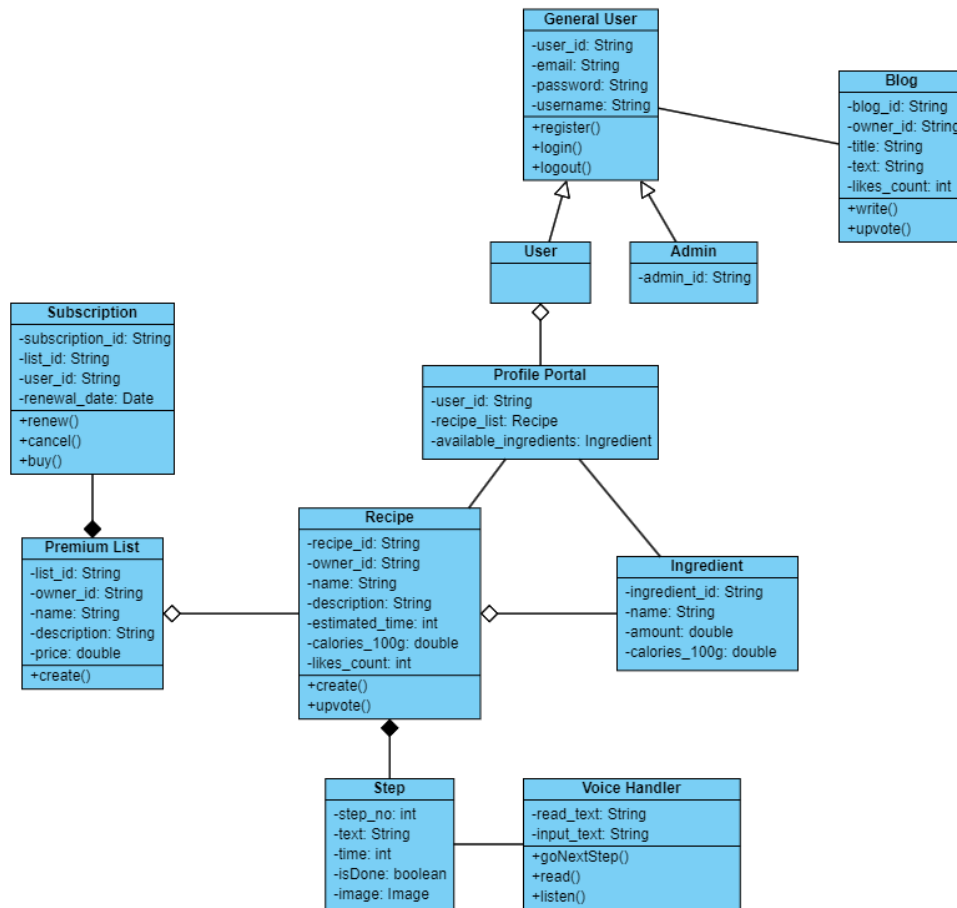 General User
-user_id: String
-email: String
-password: String
-username: String
+register()
+login()
+logout()
Blog
-blog_id: String
-owner_id: String
-title: String
-text: String
-likes_count: int
+write()
+upvote()
User
Admin
-admin_id: String
Subscription
-subscription_id: String
-list_id: String
-user_id: String
-renewal_date: Date
+renew()
+cancel()
+buy()
Profile Portal
-user_id: String
-recipe_list: Recipe
-available_ingredients: Ingredient
Premium List
-list_id: String
-owner_id: String
-name: String
-description: String
-price: double
+create()
Recipe
-recipe_id: String
-owner_id: String
-name: String
-description: String
-estimated_time: int
-calories_100g: double
-likes_count: int
+create()
+upvote()
Ingredient
-ingredient_id: String
-name: String
-amount: double
-calories_100g: double
Step
-step_no: int
-text: String
-time: int
-isDone: boolean
-image: Image
Voice Handler
-read_text: String
-input_text: String
+goNextStep()
+read()
+listen()